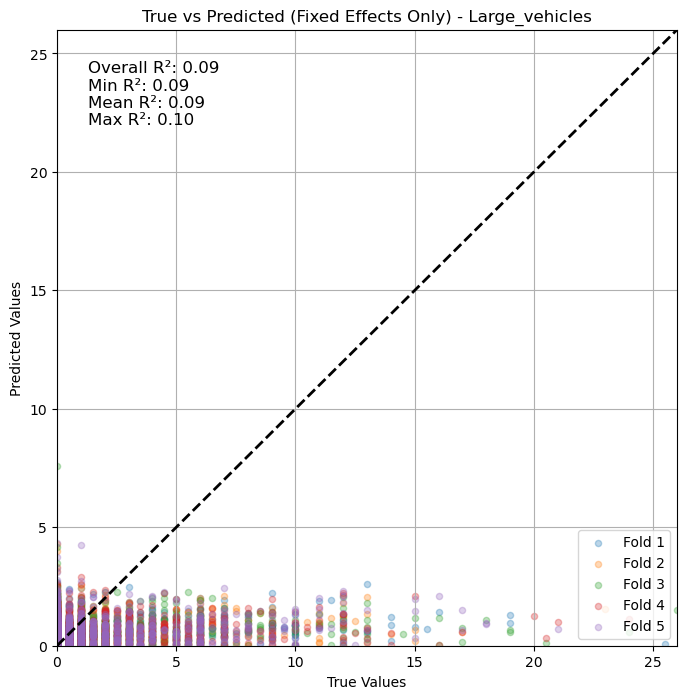 True vs Predicted (Fixed Effects Only) - Large_vehicles
Overall R²: 0.09
Min R²: 0.09
Mean R²: 0.09
Max R²: 0.10
Predicted Values
25
20
15
10
5
0
0 5 10 15 20 25
True Values
Fold 1
Fold 2
Fold 3
Fold 4
Fold 5